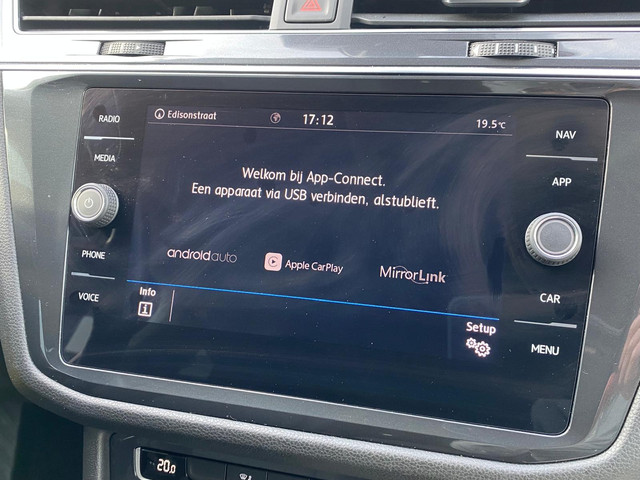 RADIO
Edisonstraat
17:12
19.5°C
NAV
MEDIA
APP
Welkom bij App-Connect.
Een apparaat via USB verbinden, alstublieft.
PHONE
androidauto
Apple CarPlay
MirrorLink
VOICE
Info
CAR
Setup
MENU
20.0